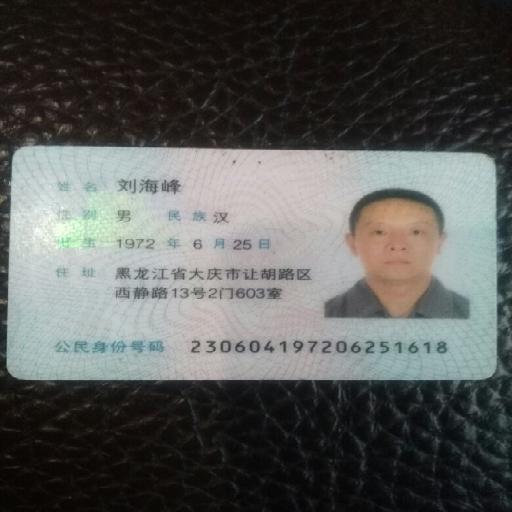 姓名 刘海峰
性别 男 民族 汉
出生 1972 年 6 月 25 日
住址 黑龙江省大庆市让胡路区
西静路13号2门603室
公民身份号码 230604197206251618